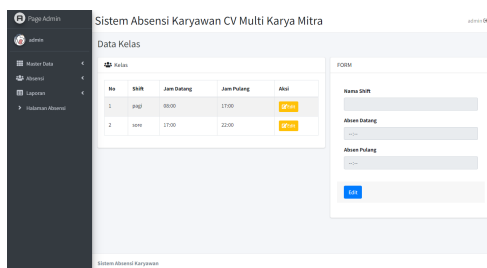 Page Admin
Sistem Absensi Karyawan CV Multi Karya Mitra
admin
admin
Master Data
Absensi
Laporan
Halaman Absensi
Data Kelas
Kelas
No Shift Jam Datang Jam Pulang Aksi
1 pagi 08:00 17:00 Edit
2 sore 17:00 22:00 Edit
FORM
Nama Shift
Absen Datang
--:--
Absen Pulang
--:--
Edit
Sistem Absensi Karyawan